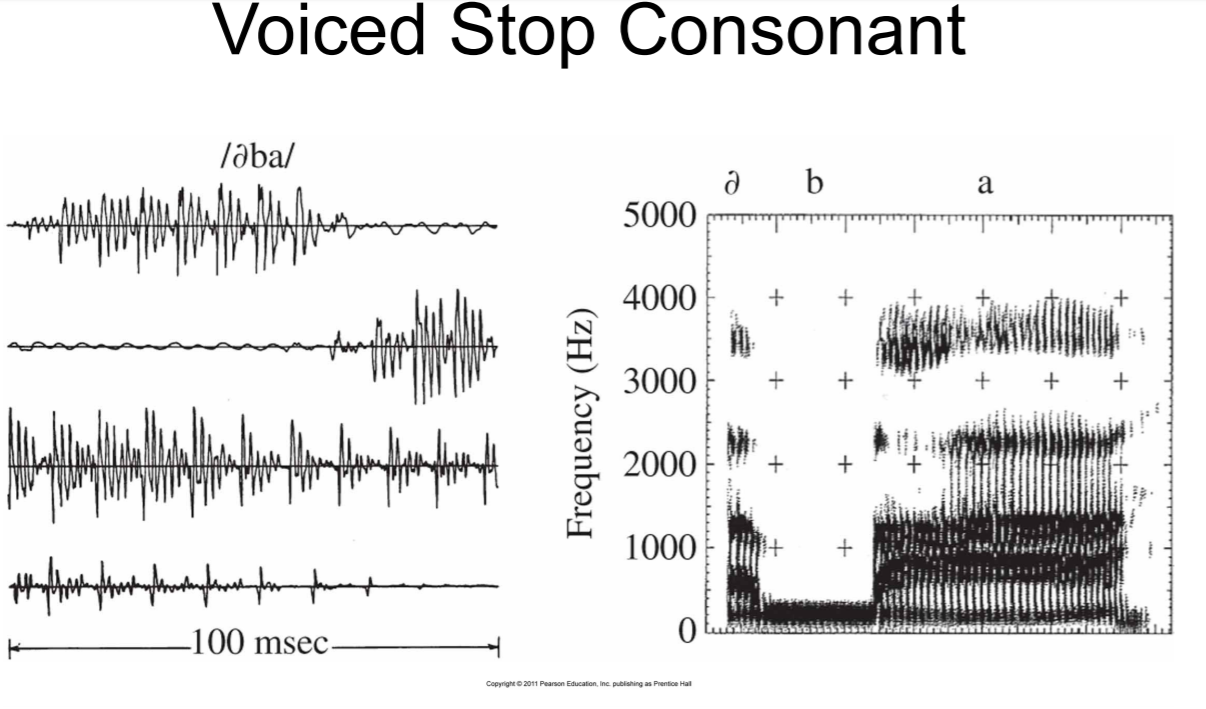 Voiced Stop Consonant
/∂ba/
100 msec
∂ b a
5000
4000
3000
2000
1000
0
Frequency (Hz)
Copyright © 2011 Pearson Education, Inc. publishing as Prentice Hall